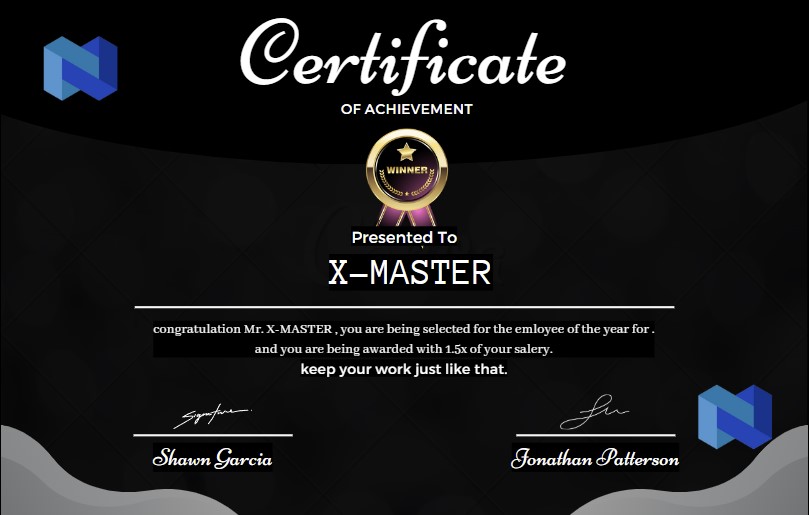 Certificate
OF ACHIEVEMENT
WINNER
Presented To
X-MASTER
congratulation Mr. X-MASTER , you are being selected for the emloyee of the year for .
and you are being awarded with 1.5x of your salery.
keep your work just like that.
Signature
Shawn Garcia
Jonathan Patterson